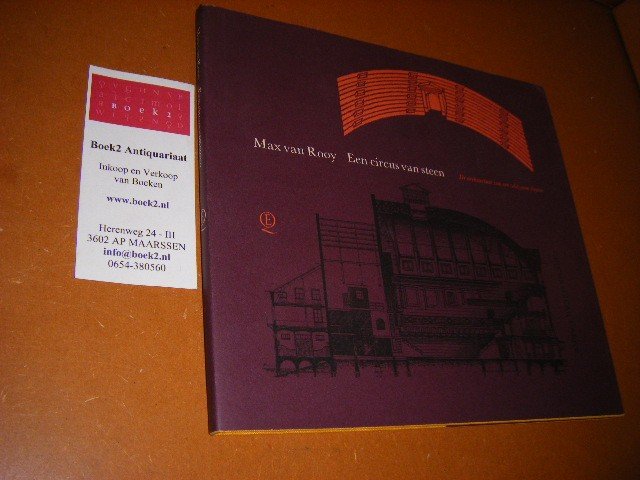 BOEK2
Boek2 Antiquariaat
Inkoop en Verkoop
van Boeken
www.boek2.nl
Herenweg 24 - III
3602 AP MAARSSEN
info@boek2.nl
0654-380560
Max van Rooy Een circus van steen